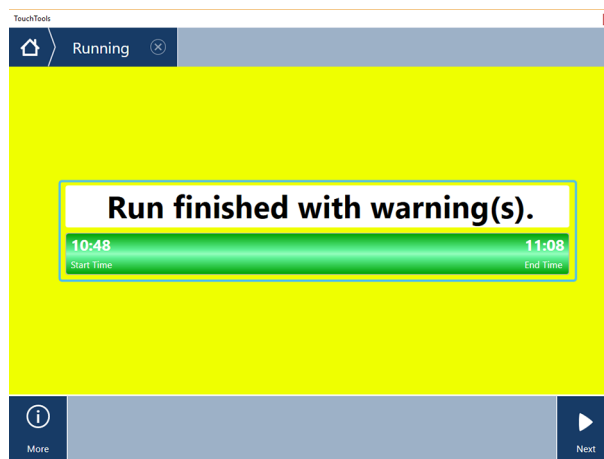 TouchTools
Running
Run finished with warning(s).
10:48 11:08
Start Time End Time
More Next